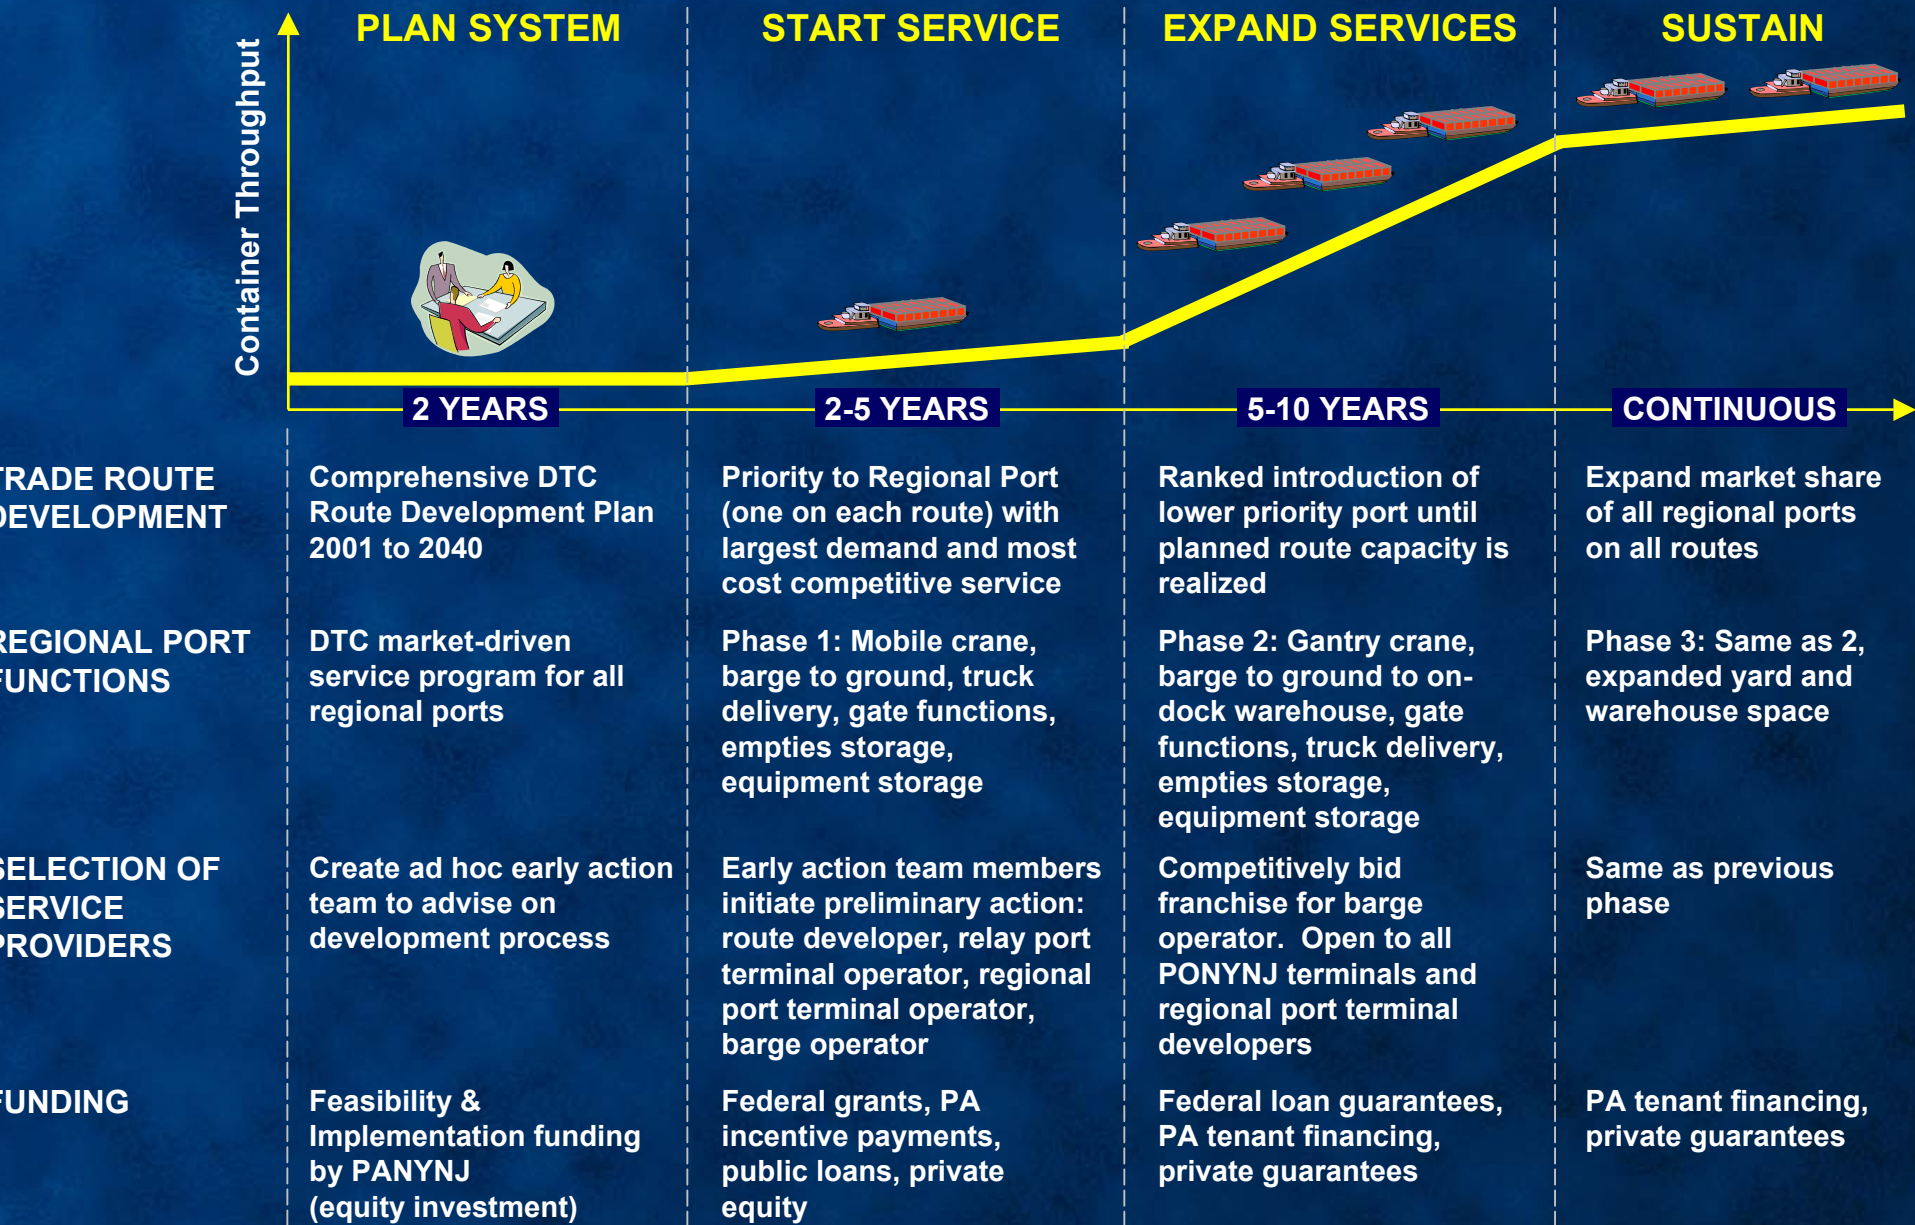 PLAN SYSTEM
START SERVICE
EXPAND SERVICES
SUSTAIN
Container Throughput
2 YEARS
2-5 YEARS
5-10 YEARS
CONTINUOUS
TRADE ROUTE
DEVELOPMENT
Comprehensive DTC
Route Development Plan
2001 to 2040
Priority to Regional Port
(one on each route) with
largest demand and most
cost competitive service
Ranked introduction of
lower priority port until
planned route capacity is
realized
Expand market share
of all regional ports
on all routes
REGIONAL PORT
FUNCTIONS
DTC market-driven
service program for all
regional ports
Phase 1: Mobile crane,
barge to ground, truck
delivery, gate functions,
empties storage,
equipment storage
Phase 2: Gantry crane,
barge to ground to on-
dock warehouse, gate
functions, truck delivery,
empties storage,
equipment storage
Phase 3: Same as 2,
expanded yard and
warehouse space
SELECTION OF
SERVICE
PROVIDERS
Create ad hoc early action
team to advise on
development process
Early action team members
initiate preliminary action:
route developer, relay port
terminal operator, regional
port terminal operator,
barge operator
Competitively bid
franchise for barge
operator. Open to all
PONYNJ terminals and
regional port terminal
developers
Same as previous
phase
FUNDING
Feasibility &
Implementation funding
by PANYNJ
(equity investment)
Federal grants, PA
incentive payments,
public loans, private
equity
Federal loan guarantees,
PA tenant financing,
private guarantees
PA tenant financing,
private guarantees